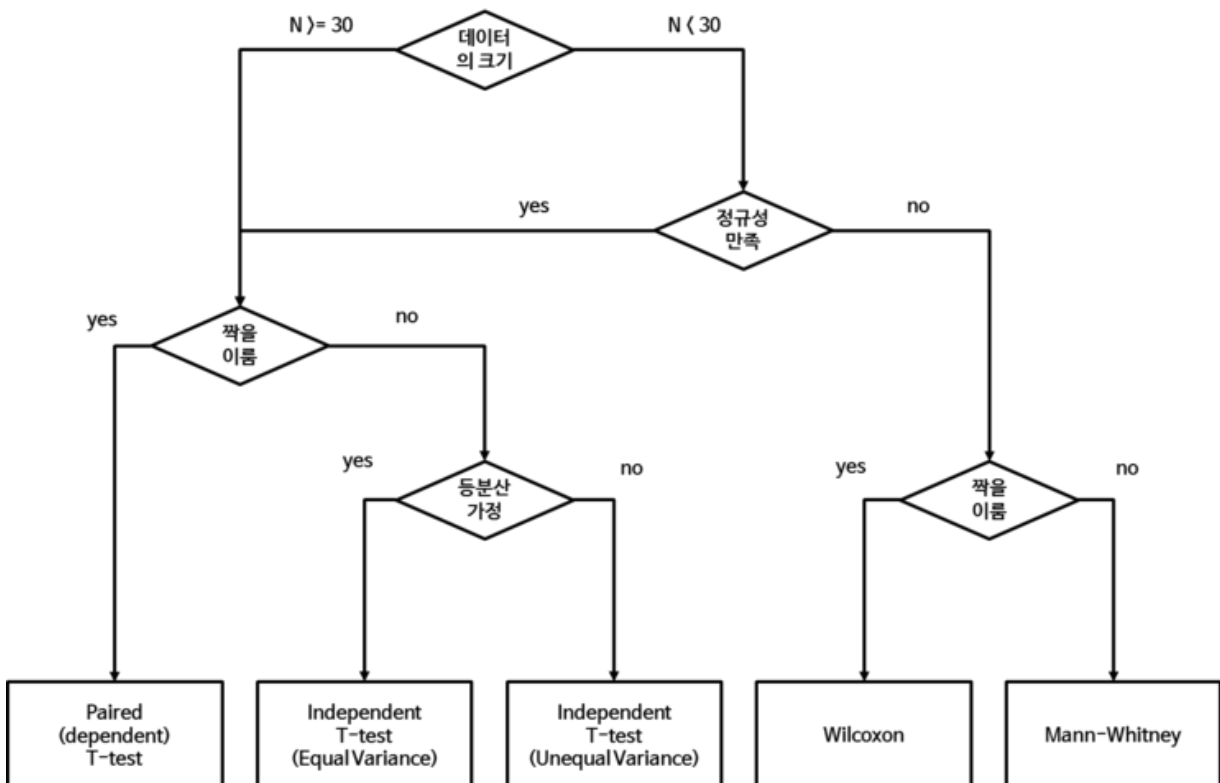 N >= 30
데이터
의 크기
N < 30
yes
정규성
만족
no
yes
짝을
이룸
no
yes
등분산
가정
no
yes
짝을
이룸
no
Paired
(dependent)
T-test
Independent
T-test
(Equal Variance)
Independent
T-test
(Unequal Variance)
Wilcoxon
Mann-Whitney